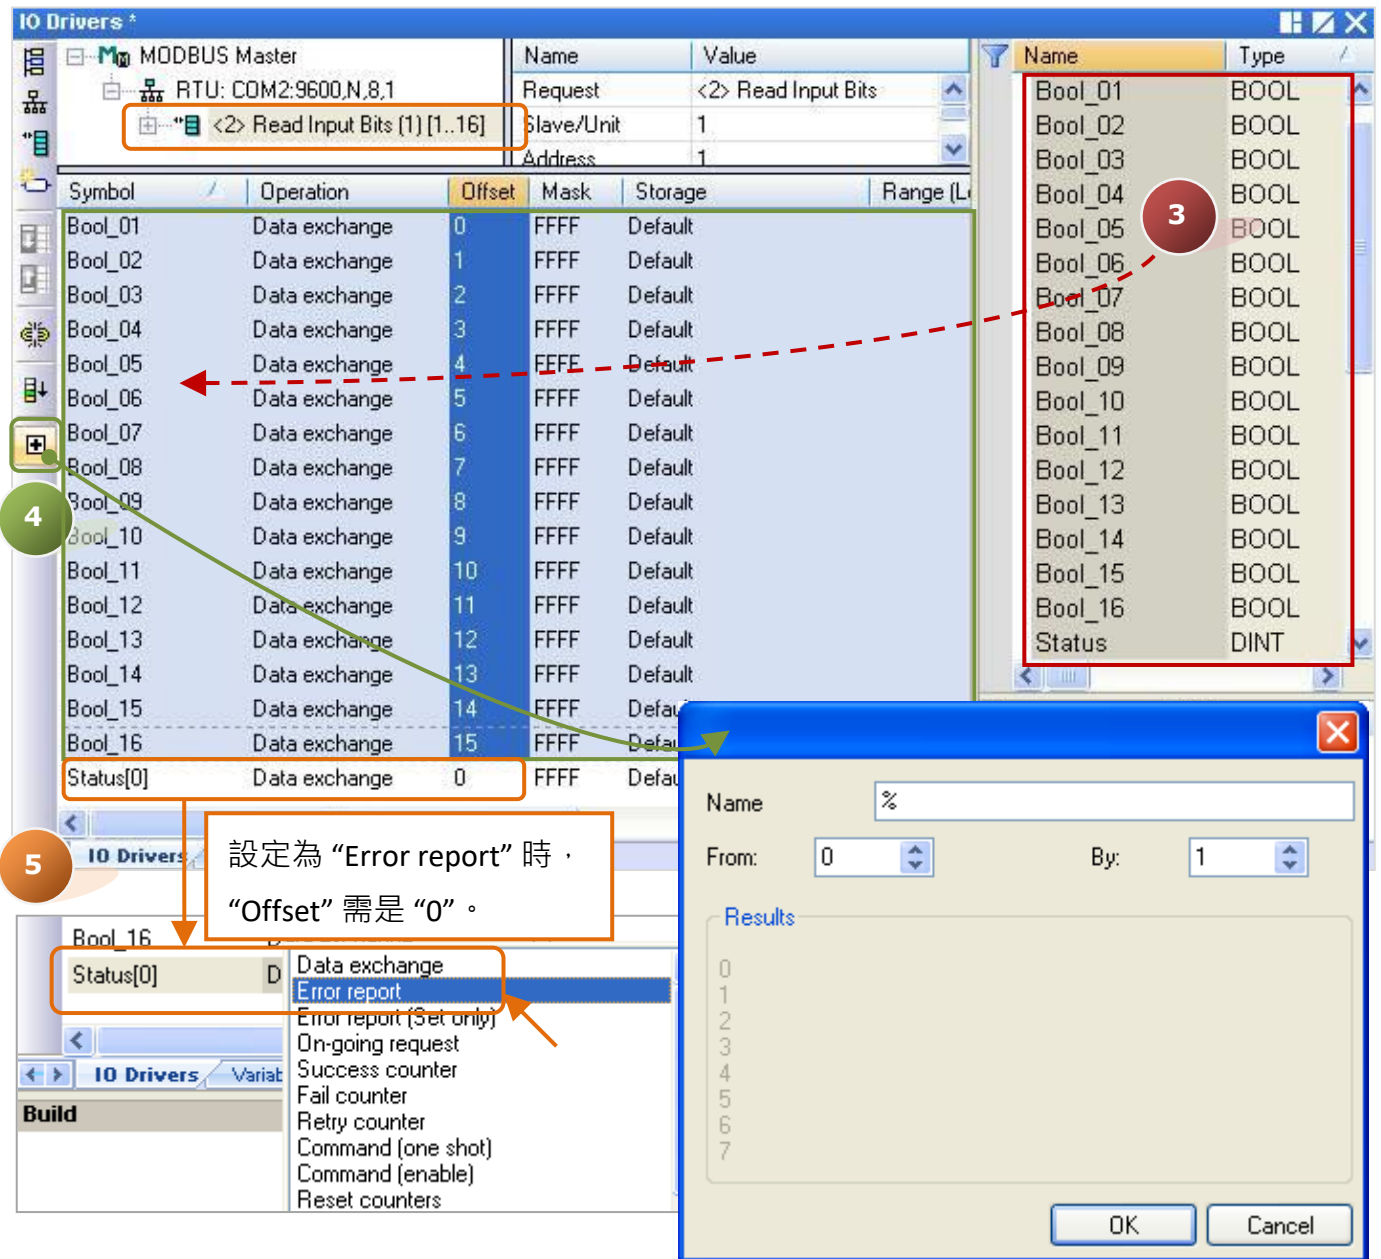 IO Drivers *
MODBUS Master
RTU: COM2:9600,N,8,1
<2> Read Input Bits (1) [1..16]
Name Value
Request <2> Read Input Bits
Slave/Unit 1
Address 1
Symbol Operation Offset Mask Storage Range (L
Bool_01 Data exchange 0 FFFF Default
Bool_02 Data exchange 1 FFFF Default
Bool_03 Data exchange 2 FFFF Default
Bool_04 Data exchange 3 FFFF Default
Bool_05 Data exchange 4 FFFF Default
Bool_06 Data exchange 5 FFFF Default
Bool_07 Data exchange 6 FFFF Default
Bool_08 Data exchange 7 FFFF Default
Bool_09 Data exchange 8 FFFF Default
Bool_10 Data exchange 9 FFFF Default
Bool_11 Data exchange 10 FFFF Default
Bool_12 Data exchange 11 FFFF Default
Bool_13 Data exchange 12 FFFF Default
Bool_14 Data exchange 13 FFFF Default
Bool_15 Data exchange 14 FFFF Defau
Bool_16 Data exchange 15 FFFF Defau
Status[0] Data exchange 0 FFFF Defau
IO Drivers
Name Type
Bool_01 BOOL
Bool_02 BOOL
Bool_03 BOOL
Bool_04 BOOL
Bool_05 BOOL
Bool_06 BOOL
Bool_07 BOOL
Bool_08 BOOL
Bool_09 BOOL
Bool_10 BOOL
Bool_11 BOOL
Bool_12 BOOL
Bool_13 BOOL
Bool_14 BOOL
Bool_15 BOOL
Bool_16 BOOL
Status DINT
3
4
5
設定為 “Error report” 時，
“Offset” 需是 “0”。
Bool_16
Status[0] D
Data exchange
Error report
Error report (Set only)
On-going request
Success counter
Fail counter
Retry counter
Command (one shot)
Command (enable)
Reset counters
IO Drivers Variab
Build
Name %
From: 0 By: 1
Results
0
1
2
3
4
5
6
7
OK Cancel